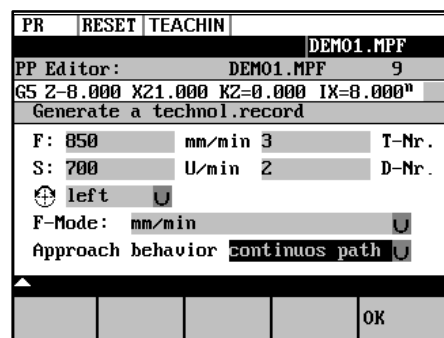 PR RESET TEACHIN
DEMO1.MPF
PP Editor: DEMO1.MPF 9
G5 Z-8.000 X21.000 KZ=0.000 IX=8.000ⁿ
Generate a technol.record
F: 850 mm/min 3 T-Nr.
S: 700 U/min 2 D-Nr.
left U
F-Mode: mm/min U
Approach behavior continuos path U
OK